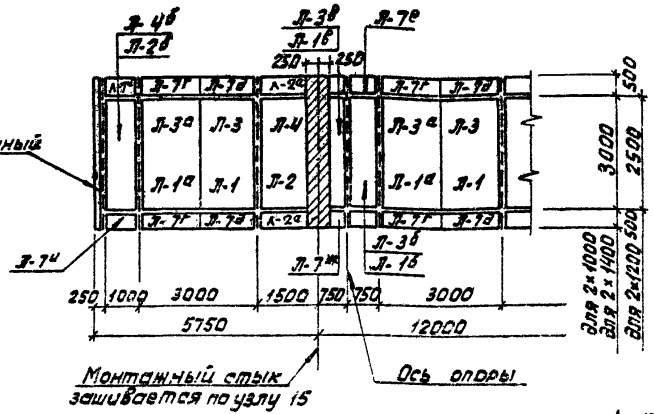 Л-4б
Л-2б
Л-3в
Л-1в
Л-7е
250 250
Л-7г Л-7д Л-2а Л-7г Л-7д
500
Л-3а Л-3 Л-4 Л-3а Л-3
3000
2500
ный
Л-1а Л-1 Л-2 Л-1а Л-1
Л-7г Л-7д Л-2а Л-7г Л-7д
500
Л-7и
Л-7ж
Л-3б
Л-1б
250 1000 3000 1500 750 750 3000
5750 12000
для 2×1000
для 2×1400
для 2×1200
Монтажный стык
зашивается по узлу 15
Ось опоры